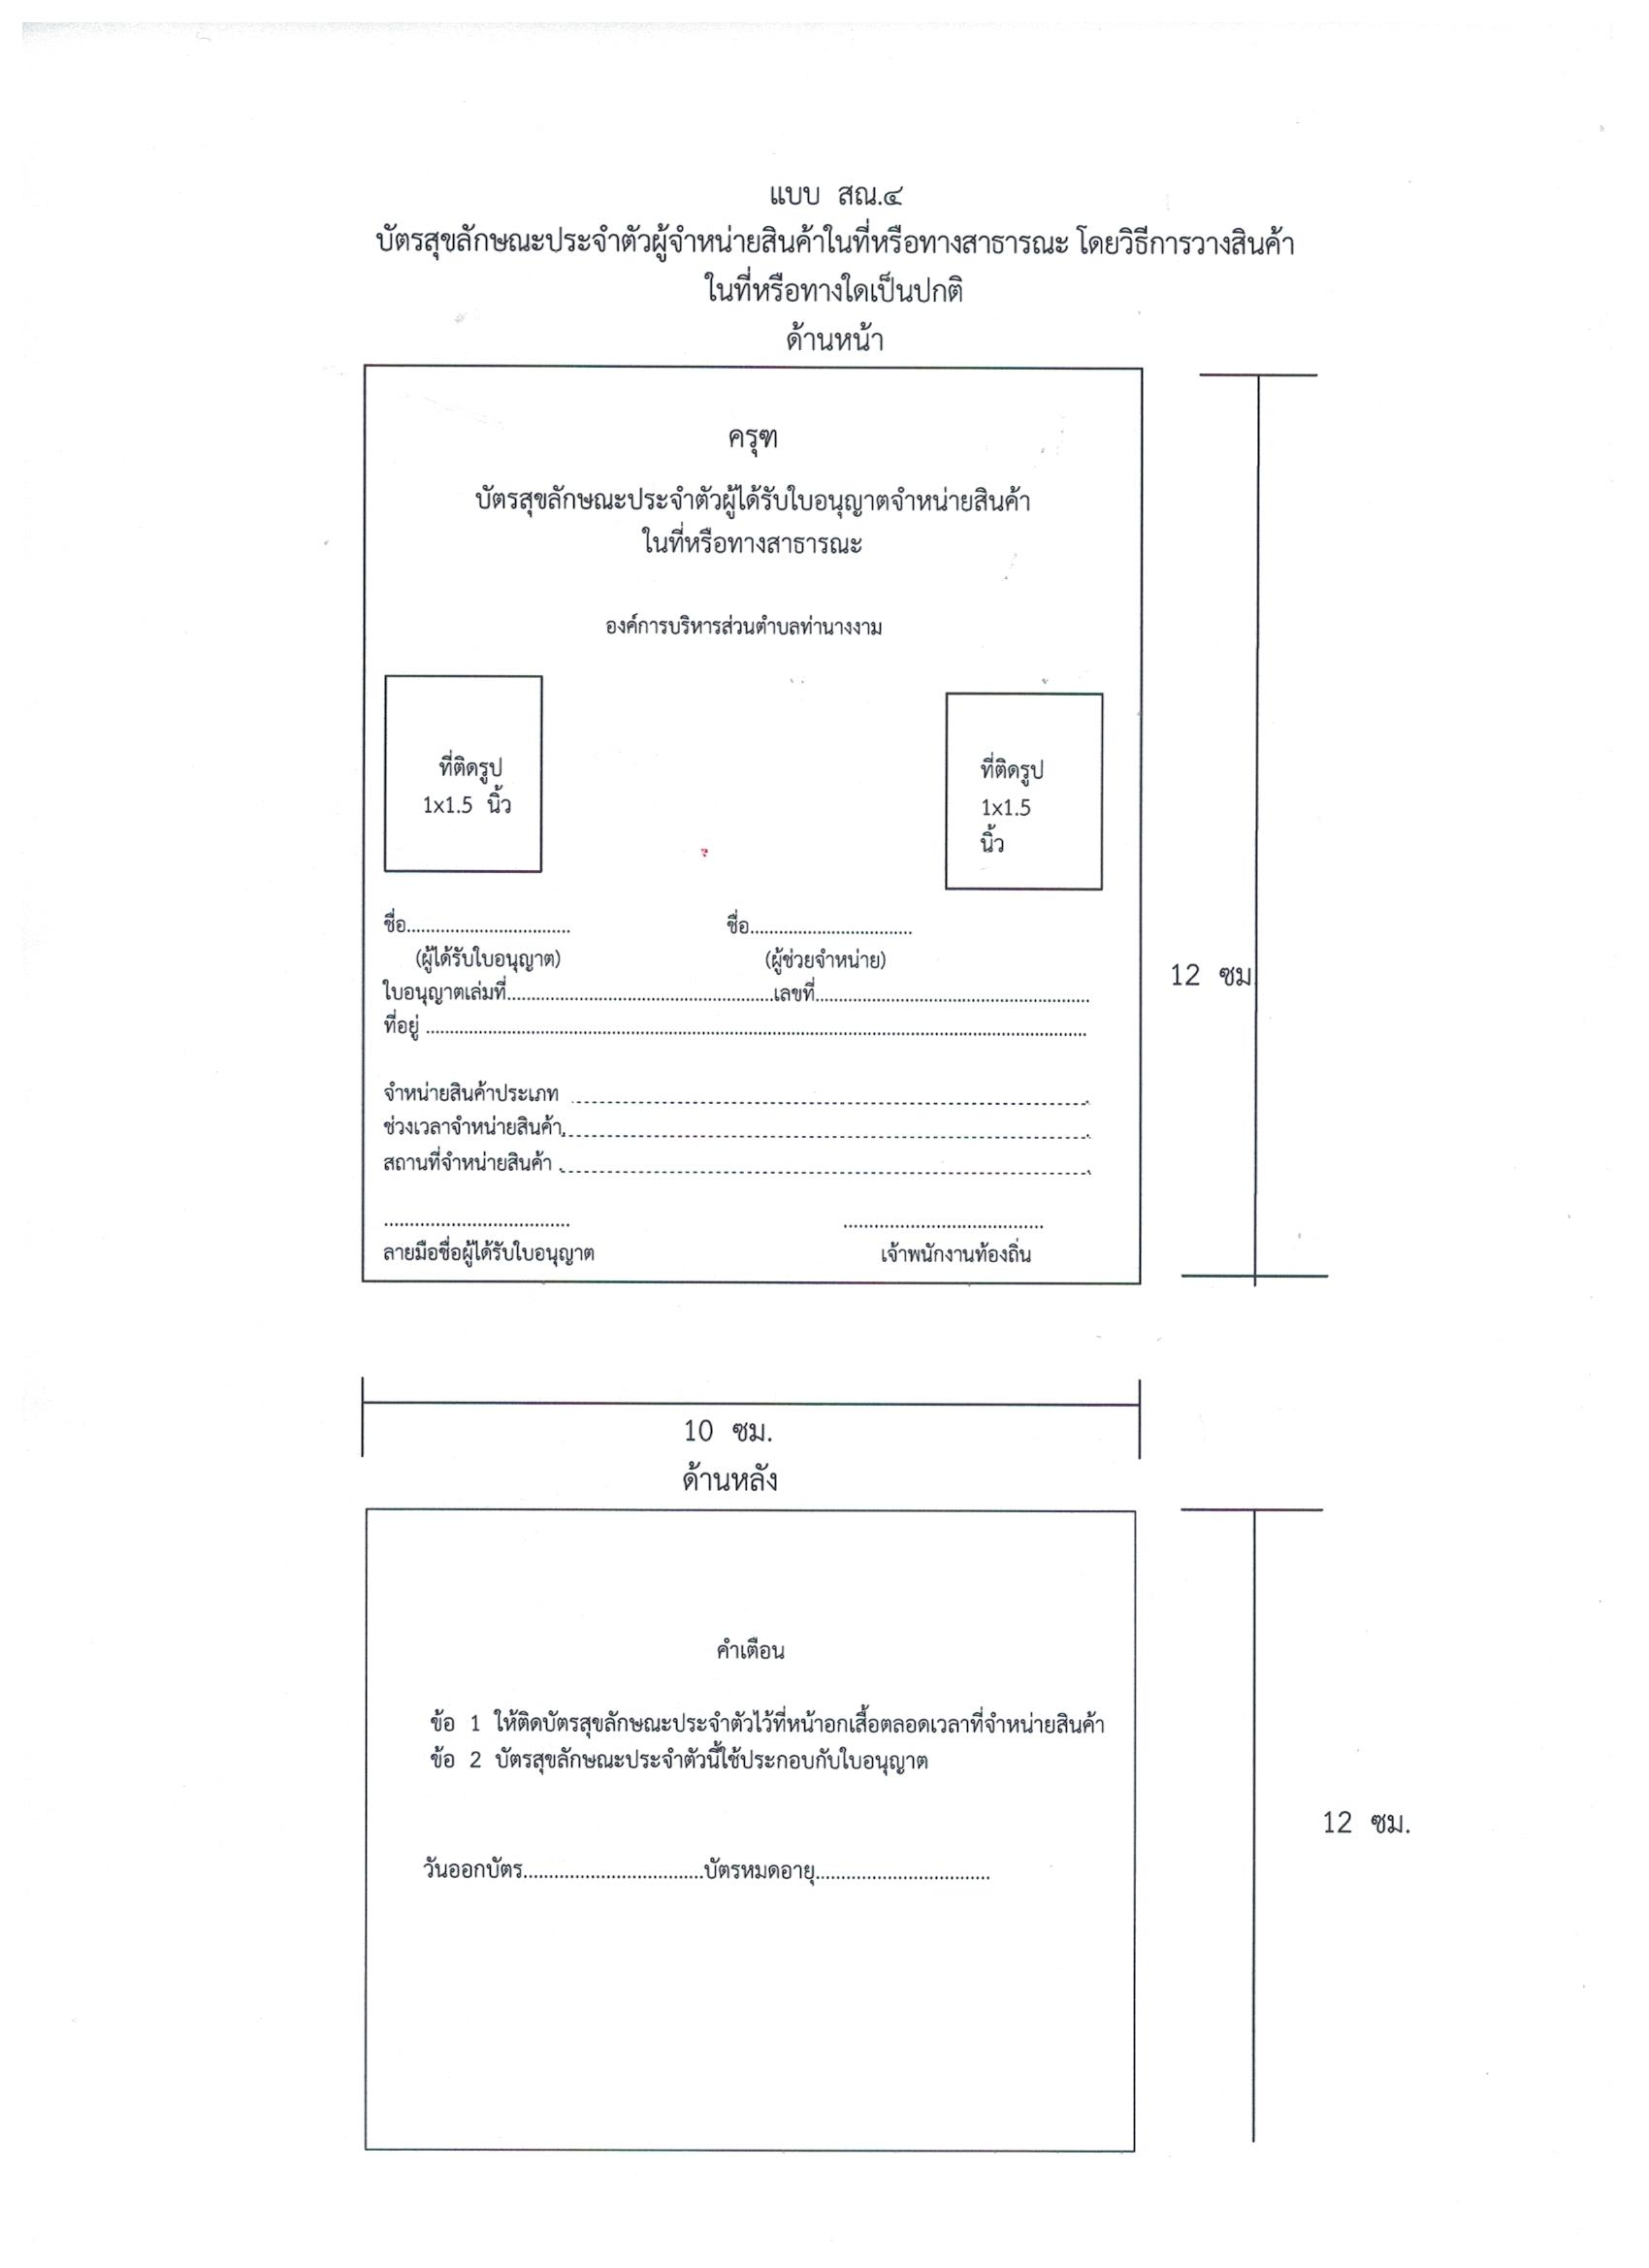 แบบ สณ.๔
บัตรสุขลักษณะประจำตัวผู้จำหน่ายสินค้าในที่หรือทางสาธารณะ โดยวิธีการวางสินค้า
ในที่หรือทางใดเป็นปกติ
ด้านหน้า
ครุฑ
บัตรสุขลักษณะประจำตัวผู้ได้รับใบอนุญาตจำหน่ายสินค้า
ในที่หรือทางสาธารณะ
องค์การบริหารส่วนตำบลท่านางงาม
ที่ติดรูป
1x1.5 นิ้ว
ที่ติดรูป
1x1.5
นิ้ว
ชื่อ................................ ชื่อ................................
(ผู้ได้รับใบอนุญาต) (ผู้ช่วยจำหน่าย)
ใบอนุญาตเล่มที่.....................................................เลขที่......................................................
ที่อยู่ ....................................................................................................................................
12 ซม
จำหน่ายสินค้าประเภท ........................................................................
ช่วงเวลาจำหน่ายสินค้า........................................................................
สถานที่จำหน่ายสินค้า ........................................................................
.................................... .......................................
ลายมือชื่อผู้ได้รับใบอนุญาต เจ้าพนักงานท้องถิ่น
10 ซม.
ด้านหลัง
คำเตือน
ข้อ 1 ให้ติดบัตรสุขลักษณะประจำตัวไว้ที่หน้าอกเสื้อตลอดเวลาที่จำหน่ายสินค้า
ข้อ 2 บัตรสุขลักษณะประจำตัวนี้ใช้ประกอบกับใบอนุญาต
12 ซม.
วันออกบัตร...................................บัตรหมดอายุ..................................